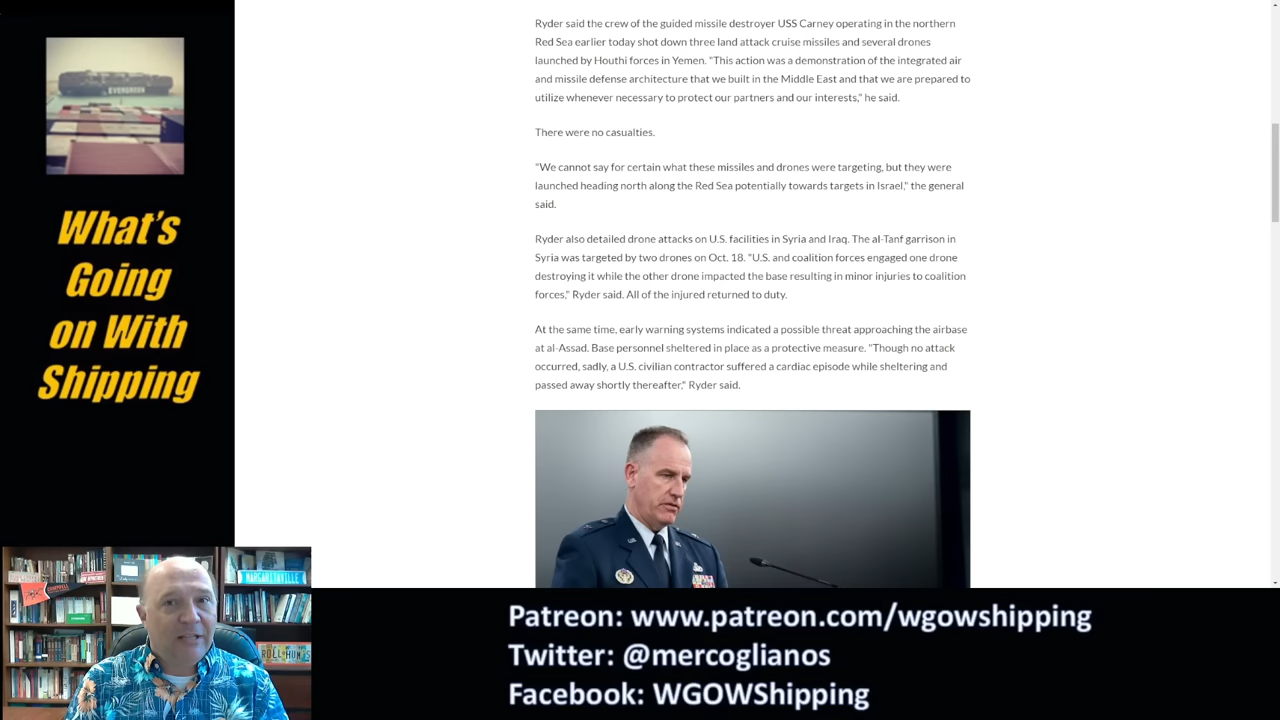 EVERGREEN
What's
Going
on With
Shipping
Ryder said the crew of the guided missile destroyer USS Carney operating in the northern
Red Sea earlier today shot down three land attack cruise missiles and several drones
launched by Houthi forces in Yemen. "This action was a demonstration of the integrated air
and missile defense architecture that we built in the Middle East and that we are prepared to
utilize whenever necessary to protect our partners and our interests," he said.
There were no casualties.
"We cannot say for certain what these missiles and drones were targeting, but they were
launched heading north along the Red Sea potentially towards targets in Israel," the general
said.
Ryder also detailed drone attacks on U.S. facilities in Syria and Iraq. The al-Tanf garrison in
Syria was targeted by two drones on Oct. 18. "U.S. and coalition forces engaged one drone
destroying it while the other drone impacted the base resulting in minor injuries to coalition
forces," Ryder said. All of the injured returned to duty.
At the same time, early warning systems indicated a possible threat approaching the airbase
at al-Assad. Base personnel sheltered in place as a protective measure. "Though no attack
occurred, sadly, a U.S. civilian contractor suffered a cardiac episode while sheltering and
passed away shortly thereafter," Ryder said.
MARGARITAVILLE
Patreon: www.patreon.com/wgowshipping
Twitter: @mercoglianos
Facebook: WGOWShipping